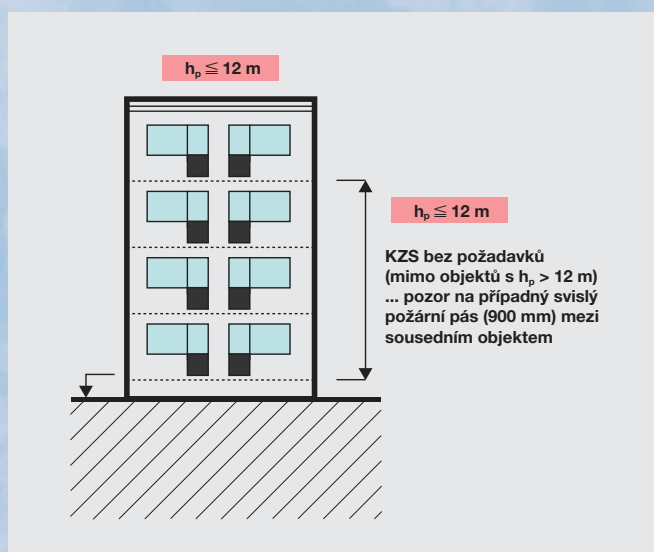 hp ≦ 12 m
hp ≦ 12 m
KZS bez požadavků
(mimo objektů s hp > 12 m)
... pozor na případný svislý
požární pás (900 mm) mezi
sousedním objektem